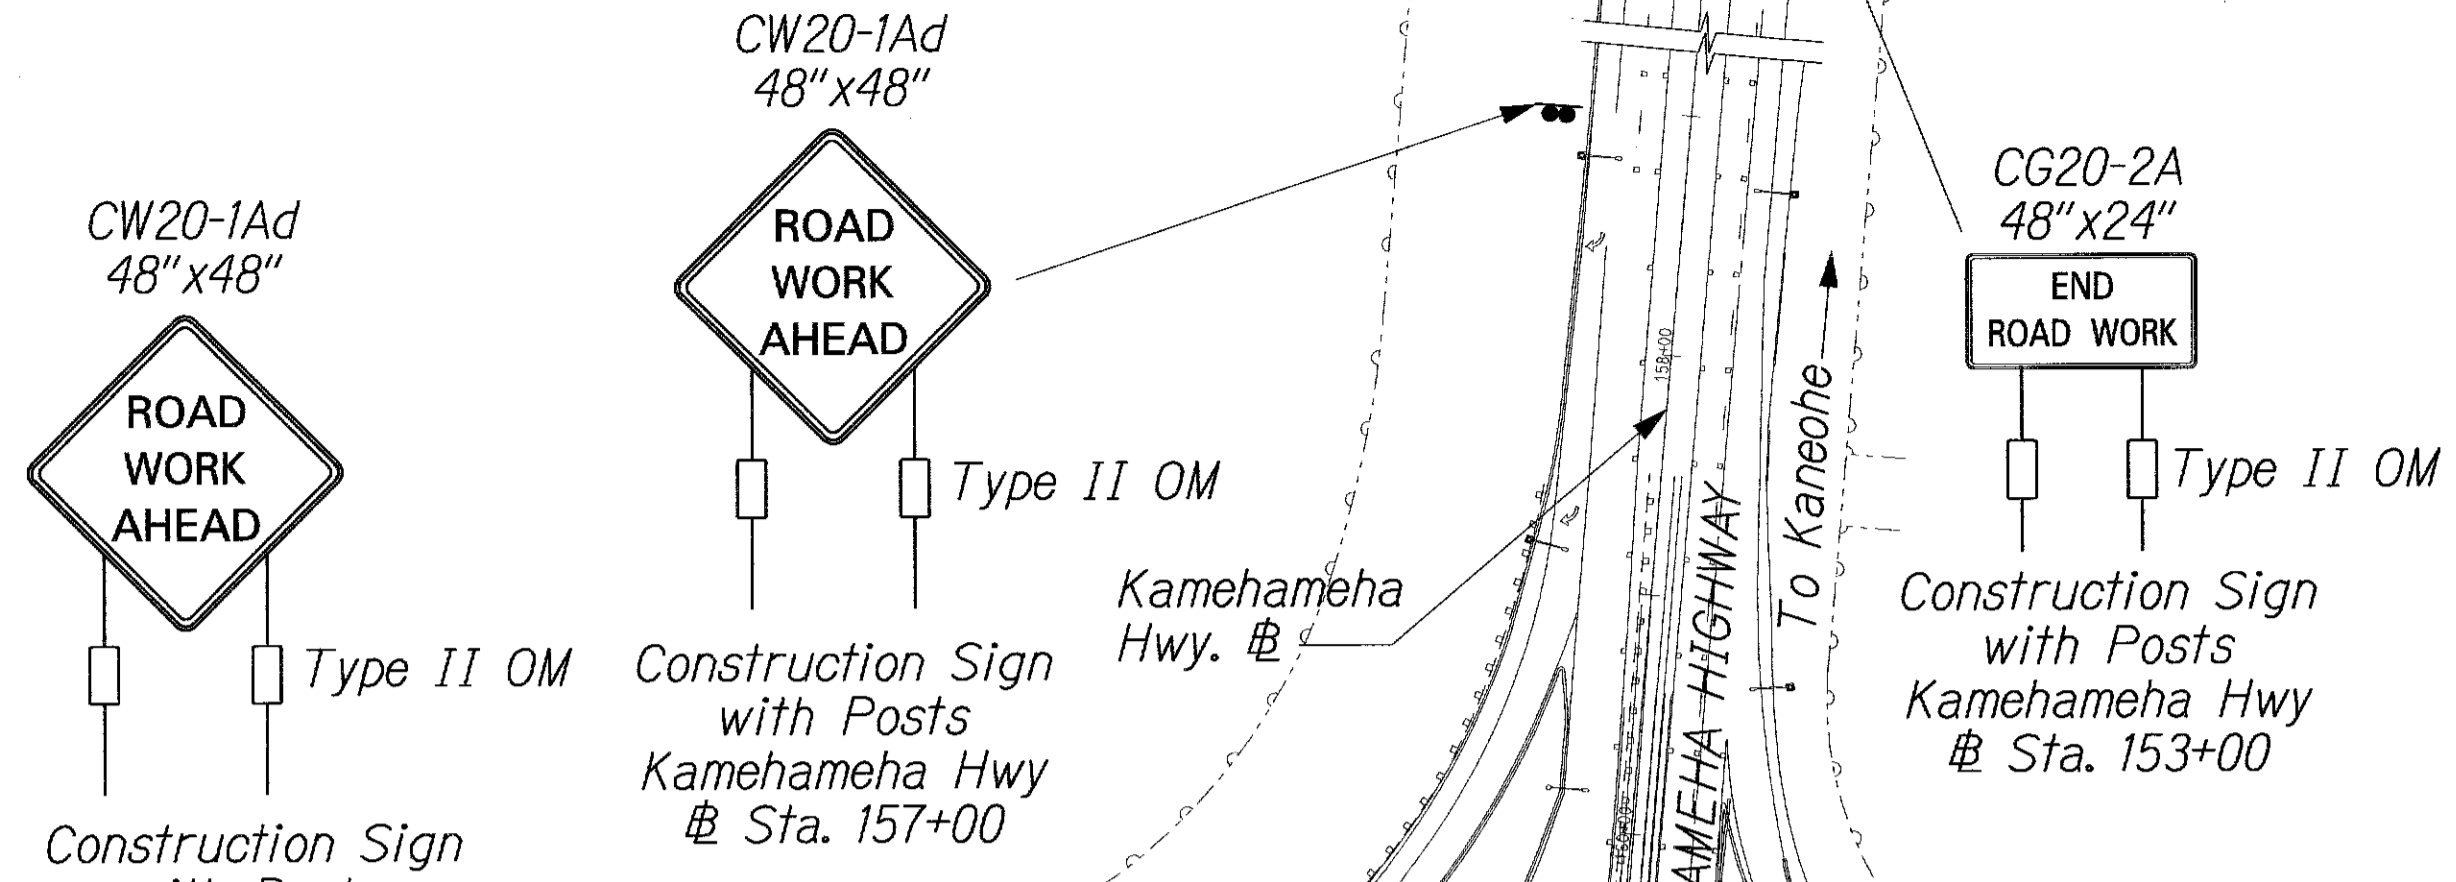 CW20-1Ad
48"x48"
ROAD
WORK
AHEAD
Type II OM
Construction Sign
CW20-1Ad
48"x48"
ROAD
WORK
AHEAD
Type II OM
Construction Sign
with Posts
Kamehameha Hwy
BL Sta. 157+00
Kamehameha
Hwy. BL
158+00
AMEHA HIGHWAY
To Kaneohe
CG20-2A
48"x24"
END
ROAD WORK
Type II OM
Construction Sign
with Posts
Kamehameha Hwy
BL Sta. 153+00